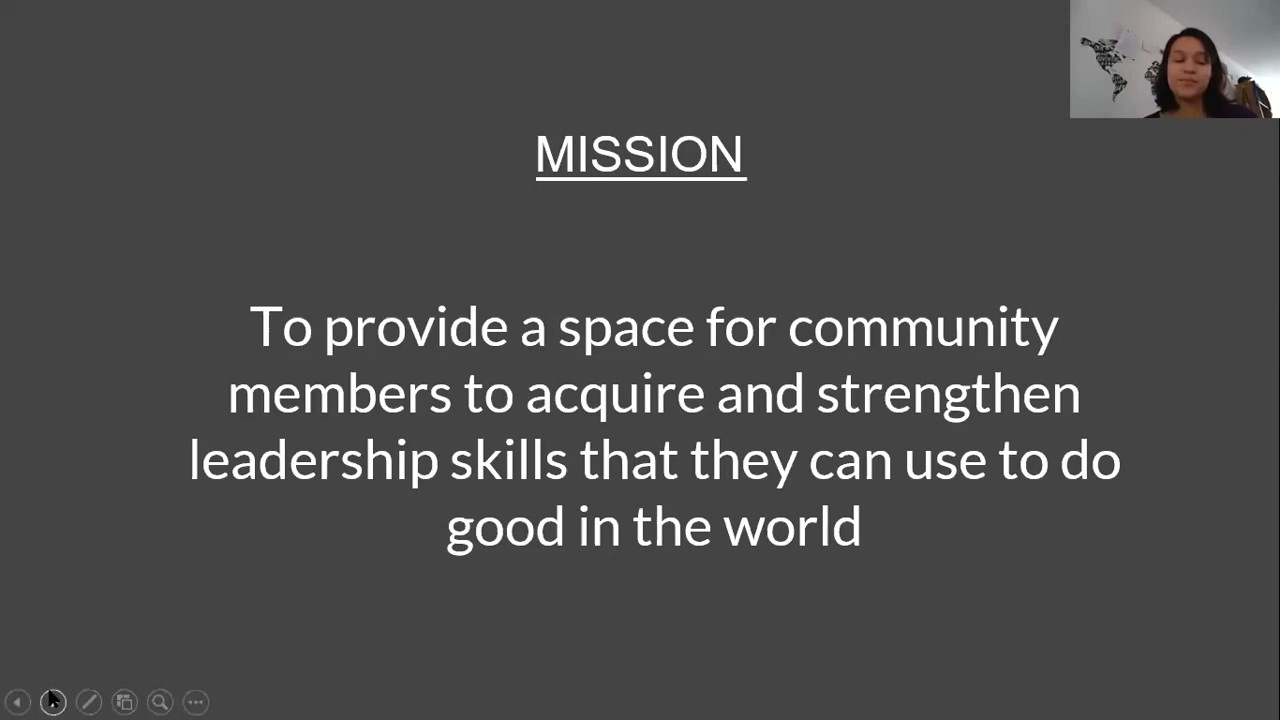 MISSION
To provide a space for community
members to acquire and strengthen
leadership skills that they can use to do
good in the world